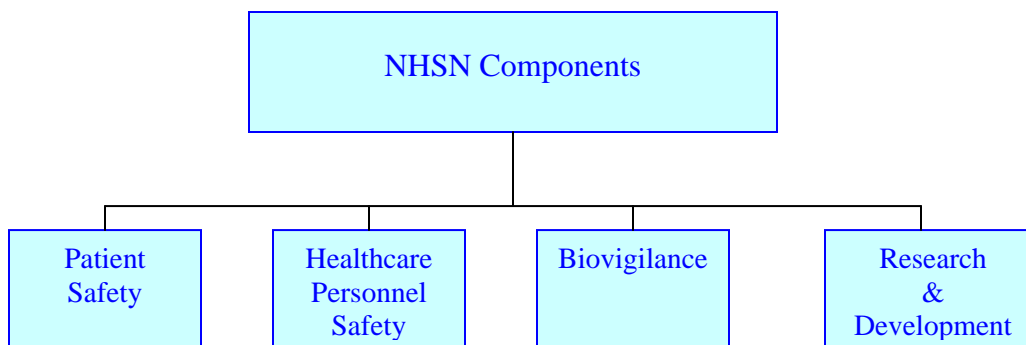 NHSN Components
Patient
Safety
Healthcare
Personnel
Safety
Biovigilance
Research
&
Development